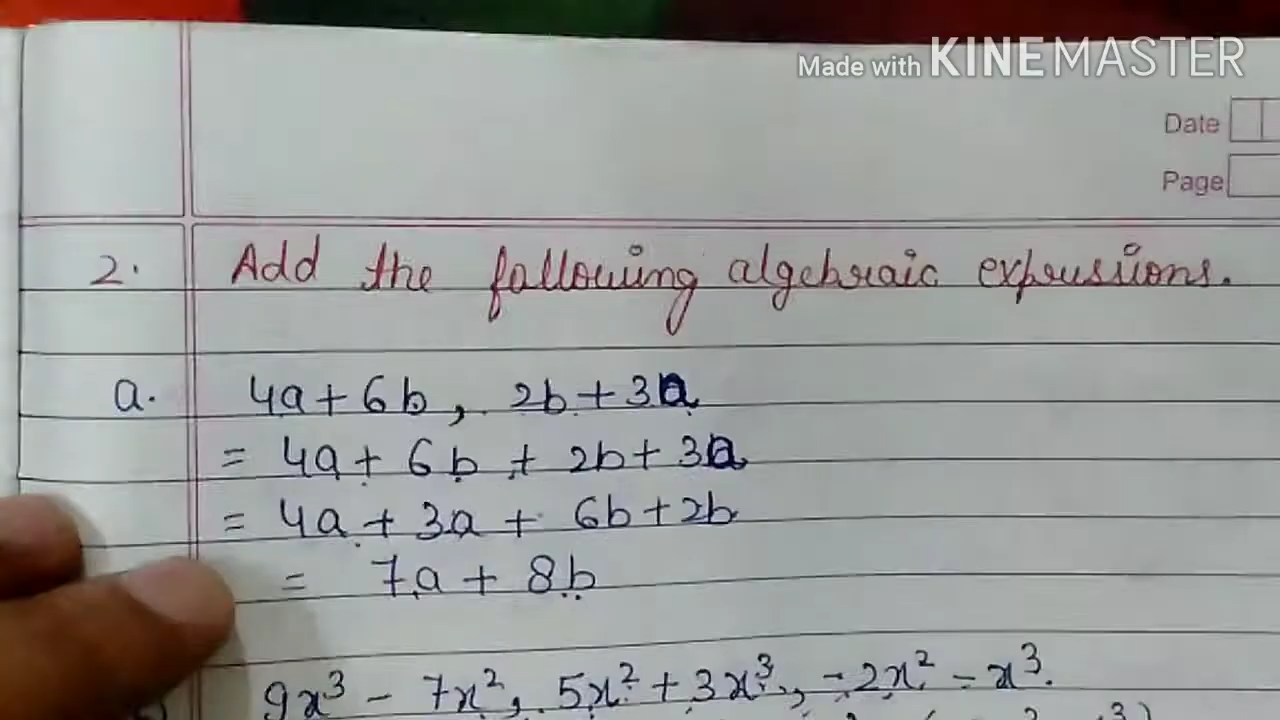 Made with KINEMASTER
Date
Page
2. Add the following algebraic expressions.
a. 4a + 6b, 2b + 3a
= 4a + 6b + 2b + 3a
= 4a + 3a + 6b + 2b
= 7a + 8b
9x³ - 7x², 5x² + 3x³, -2x² - x³.